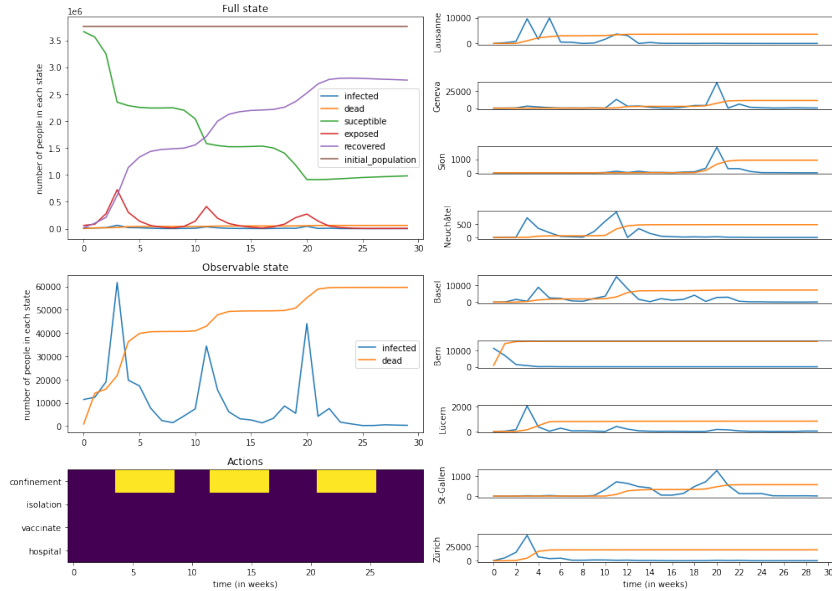 Full state
1e6
number of people in each state
3.5
3.0
2.5
2.0
1.5
1.0
0.5
0.0
infected
dead
suceptible
exposed
recovered
initial_population
0 5 10 15 20 25 30
Observable state
number of people in each state
60000
50000
40000
30000
20000
10000
0
infected
dead
0 5 10 15 20 25 30
Actions
confinement
isolation
vaccinate
hospital
0 5 10 15 20 25
time (in weeks)
Lausanne
10000
0
Geneva
25000
0
Sion
1000
0
Neuchâtel
500
0
Basel
10000
0
Bern
10000
0
Lucern
2000
0
St-Gallen
1000
0
Zürich
25000
0
0 2 4 6 8 10 12 14 16 18 20 22 24 26 28 30
time (in weeks)